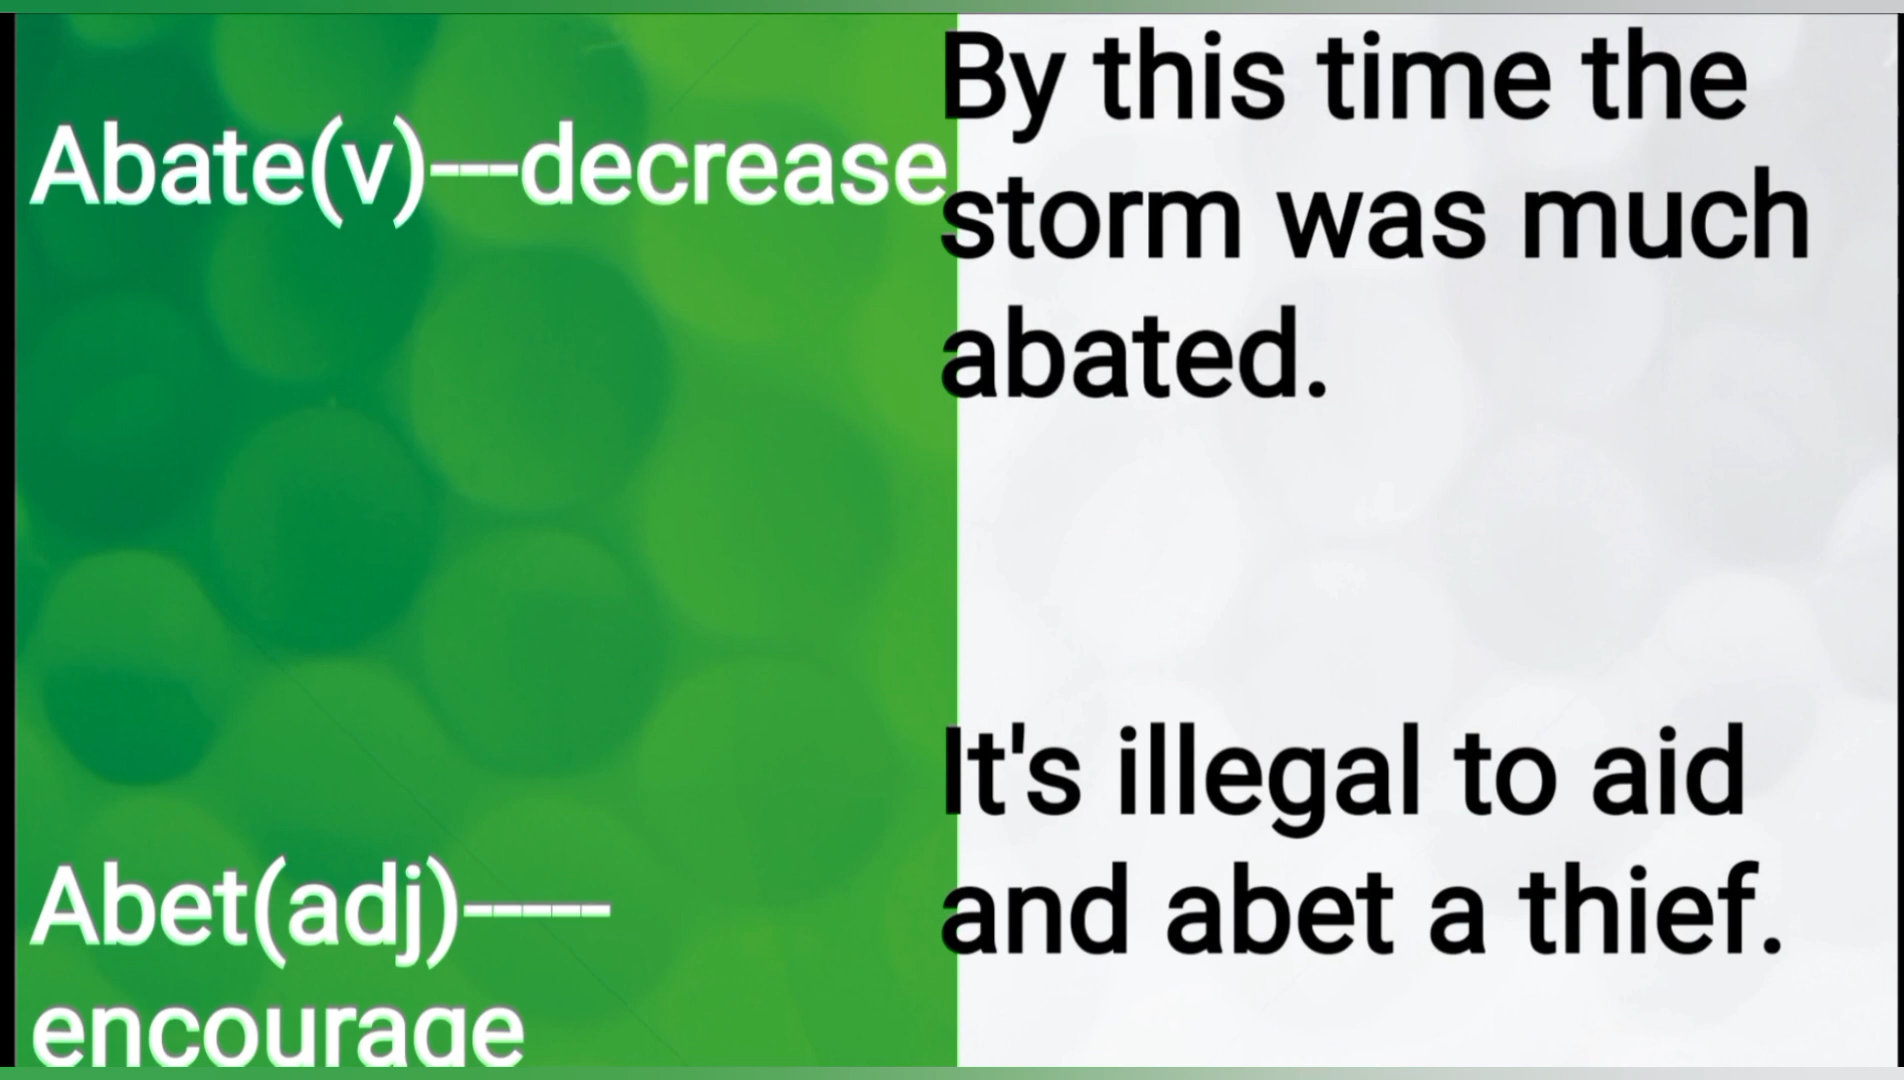 Abate(v)---decrease
By this time the
storm was much
abated.
Abet(adj)-----
encourage
It's illegal to aid
and abet a thief.